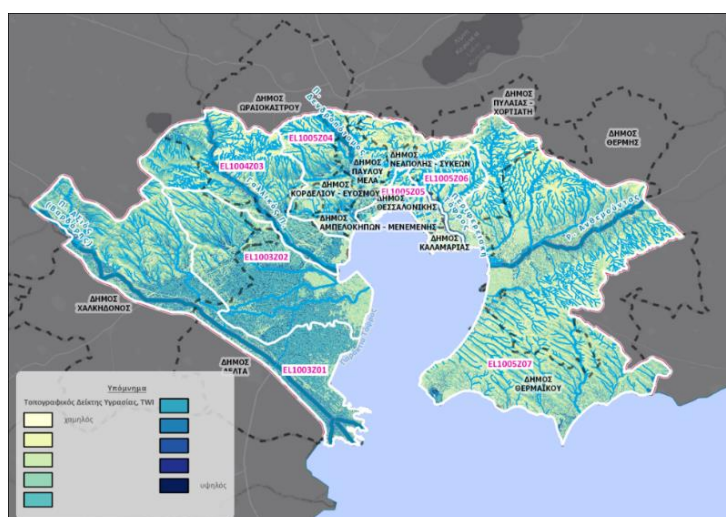 ΔΗΜΟΣ
ΩΡΑΙΟΚΑΣΤΡΟΥ
ΔΗΜΟΣ
ΠΥΛΑΙΑΣ -
ΧΟΡΤΙΑΤΗ
ΔΗΜΟΣ
ΘΕΡΜΗΣ
EL1005Z04
EL1004Z03
ΔΗΜΟΣ
ΠΑΥΛΟΥ
ΜΕΛΑ
ΔΗΜΟΣ
ΝΕΑΠΟΛΗΣ - ΣΥΚΕΩΝ
EL1005Z06
ΔΗΜΟΣ
ΚΟΡΔΕΛΙΟΥ - ΕΥΟΣΜΟΥ
EL1005Z05
ΔΗΜΟΣ
ΘΕΣΣΑΛΟΝΙΚΗΣ
ΔΗΜΟΣ
ΑΜΠΕΛΟΚΗΠΩΝ - ΜΕΝΕΜΕΝΗΣ
ΔΗΜΟΣ
ΚΑΛΑΜΑΡΙΑΣ
EL1003Z02
ΔΗΜΟΣ
ΧΑΛΚΗΔΟΝΟΣ
ΔΗΜΟΣ
ΔΕΛΤΑ
EL1003Z01
EL1005Z07
ΔΗΜΟΣ
ΘΕΡΜΑΪΚΟΥ
Υπόμνημα
Τοπογραφικός Δείκτης Υγρασίας, TWI
χαμηλός
υψηλός